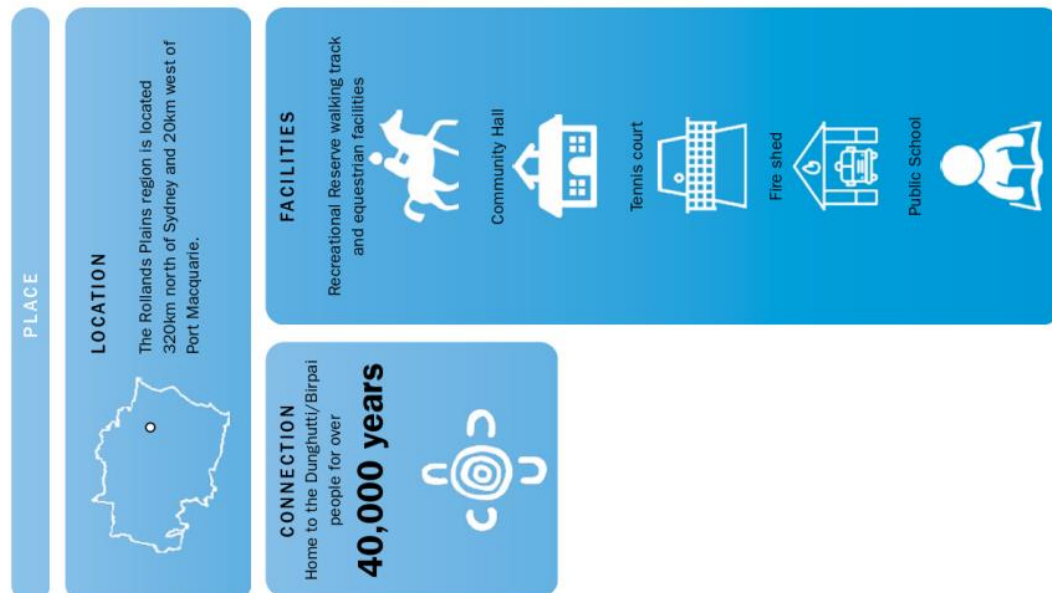 PLACE
LOCATION
The Rollands Plains region is located
320km north of Sydney and 20km west of
Port Macquarie.
CONNECTION
Home to the Dunghutti/Birpai
people for over
40,000 years
FACILITIES
Recreational Reserve walking track
and equestrian facilities
Community Hall
Tennis court
Fire shed
Public School